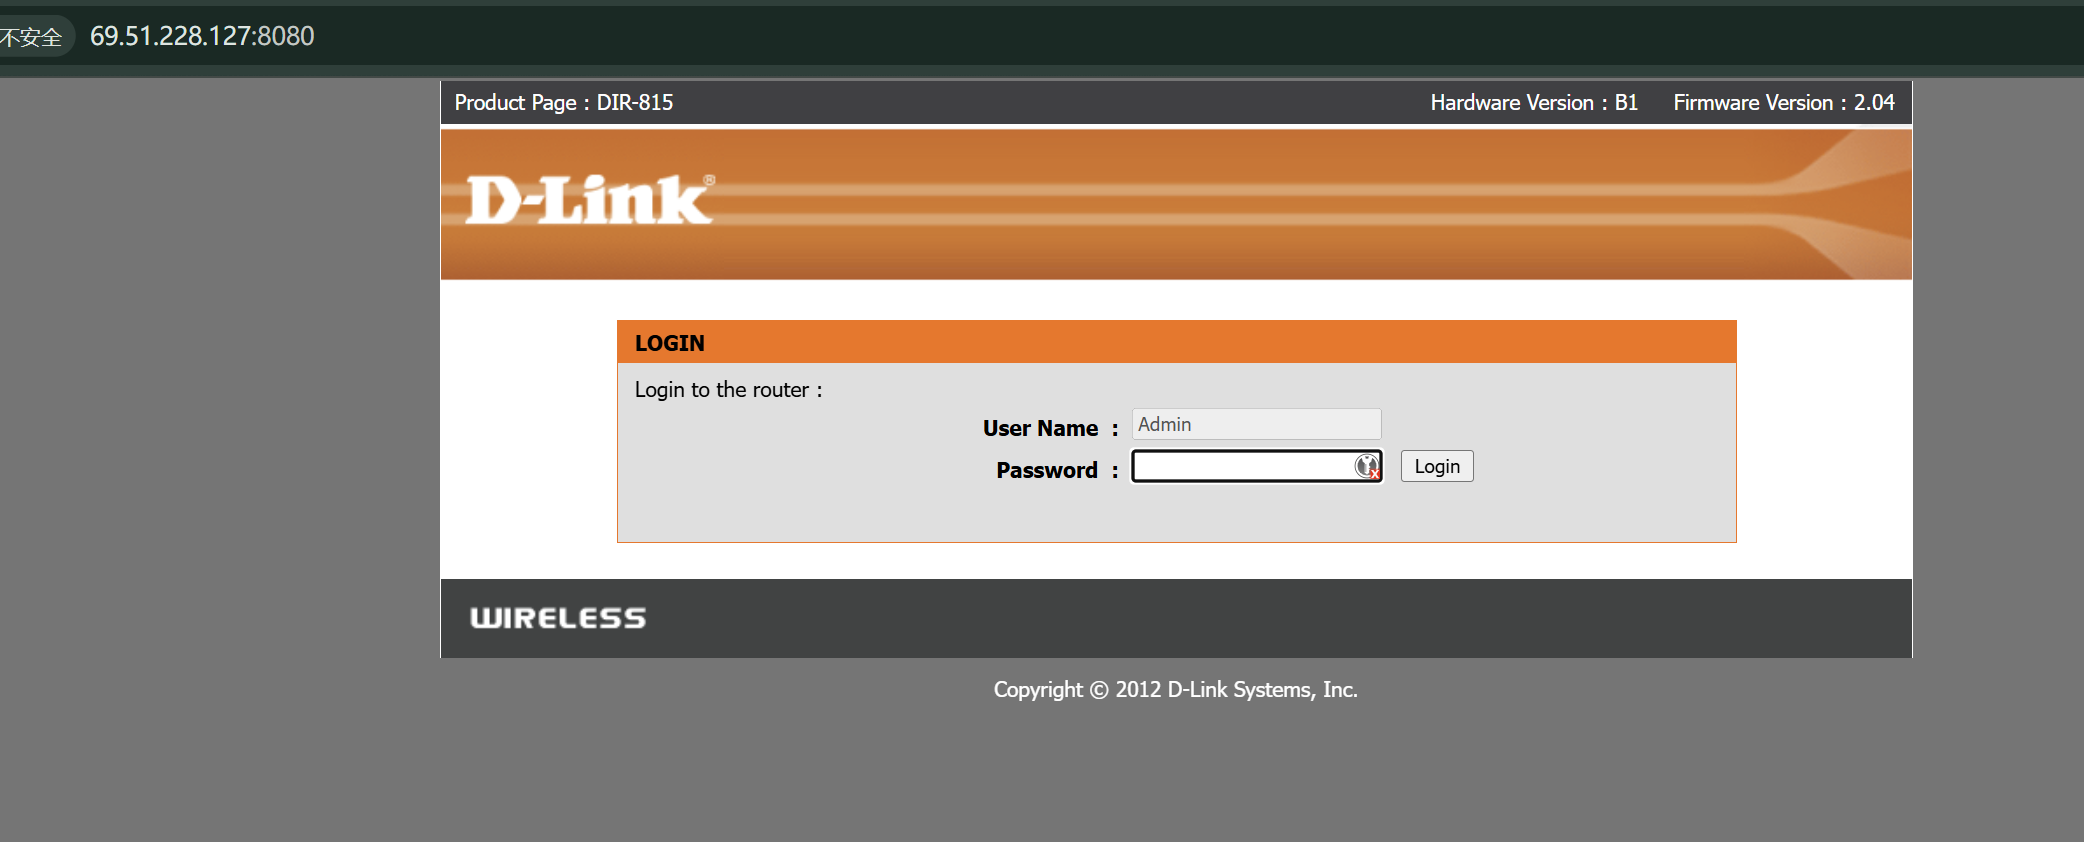 不安全 69.51.228.127:8080
Product Page : DIR-815 Hardware Version : B1 Firmware Version : 2.04
D-Link®
LOGIN
Login to the router :
User Name : Admin
Password : Login
WIRELESS
Copyright © 2012 D-Link Systems, Inc.